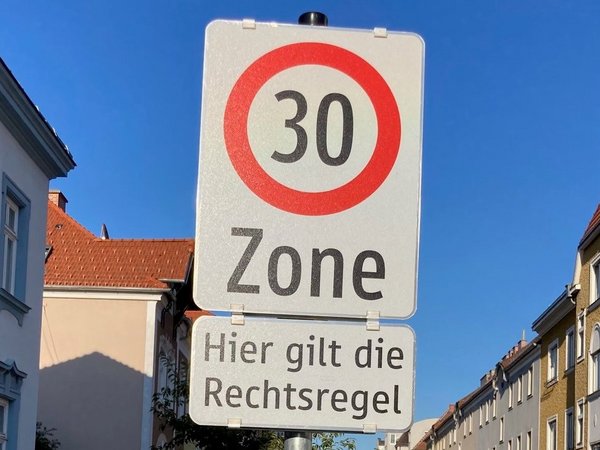 30
Zone
Hier gilt die
Rechtsregel